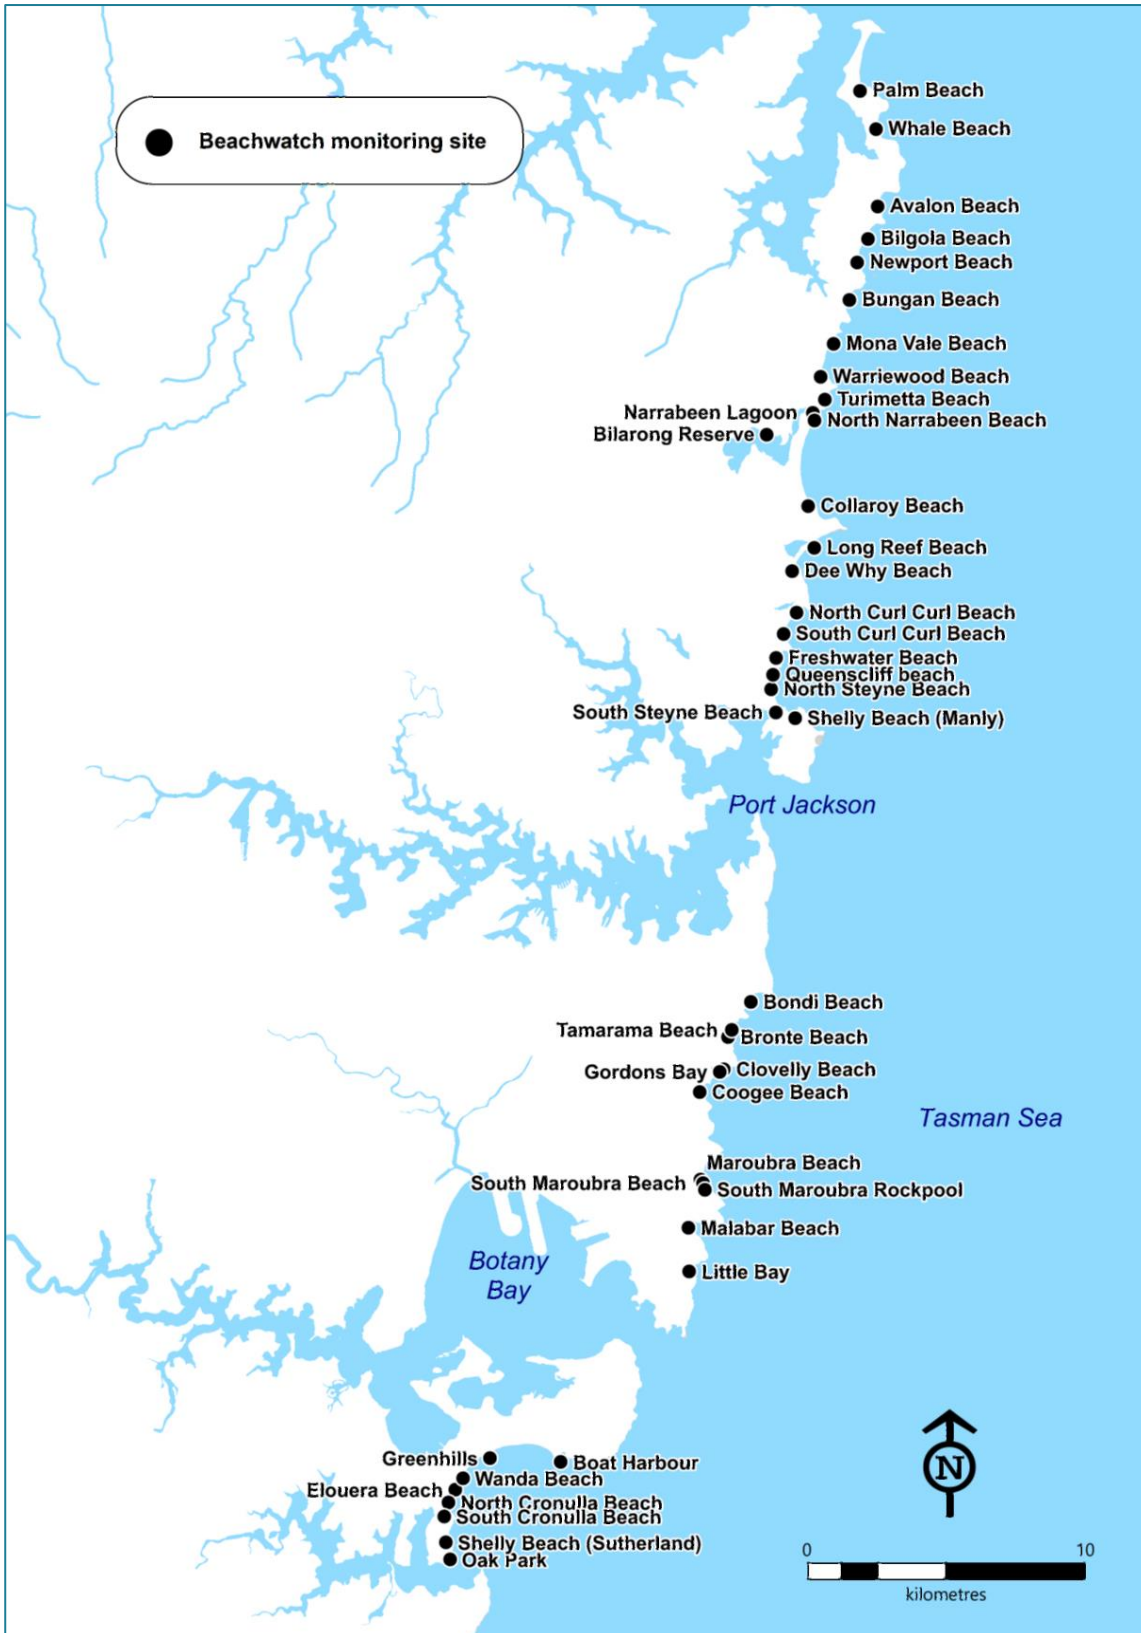 Palm Beach
Beachwatch monitoring site
Whale Beach
Avalon Beach
Bilgola Beach
Newport Beach
Bungan Beach
Mona Vale Beach
Warriewood Beach
Turimetta Beach
Narrabeen Lagoon
North Narrabeen Beach
Bilarong Reserve
Collaroy Beach
Long Reef Beach
Dee Why Beach
North Curl Curl Beach
South Curl Curl Beach
Freshwater Beach
Queenscliff beach
North Steyne Beach
South Steyne Beach
Shelly Beach (Manly)
Port Jackson
Bondi Beach
Tamarama Beach
Bronte Beach
Gordons Bay
Clovelly Beach
Coogee Beach
Tasman Sea
Maroubra Beach
South Maroubra Beach
South Maroubra Rockpool
Malabar Beach
Botany
Bay
Little Bay
Greenhills
Boat Harbour
Wanda Beach
Elouera Beach
North Cronulla Beach
South Cronulla Beach
Shelly Beach (Sutherland)
Oak Park
N
0 10
kilometres